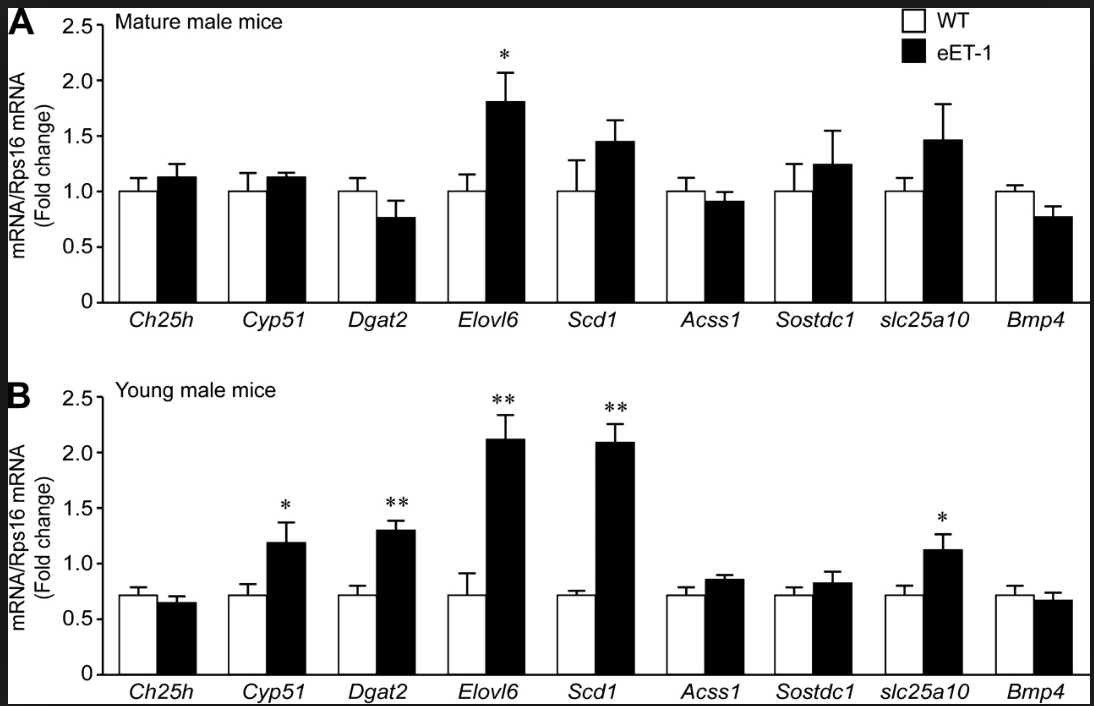 A
Mature male mice
WT
eET-1
mRNA/Rps16 mRNA
(Fold change)
2.5
*
2.0
1.5
1.0
0.5
0
Ch25h Cyp51 Dgat2 Elovl6 Scd1 Acss1 Sostdc1 slc25a10 Bmp4
B
Young male mice
mRNA/Rps16 mRNA
(Fold change)
2.5
** **
2.0
1.5
* ** *
1.0
0.5
0
Ch25h Cyp51 Dgat2 Elovl6 Scd1 Acss1 Sostdc1 slc25a10 Bmp4